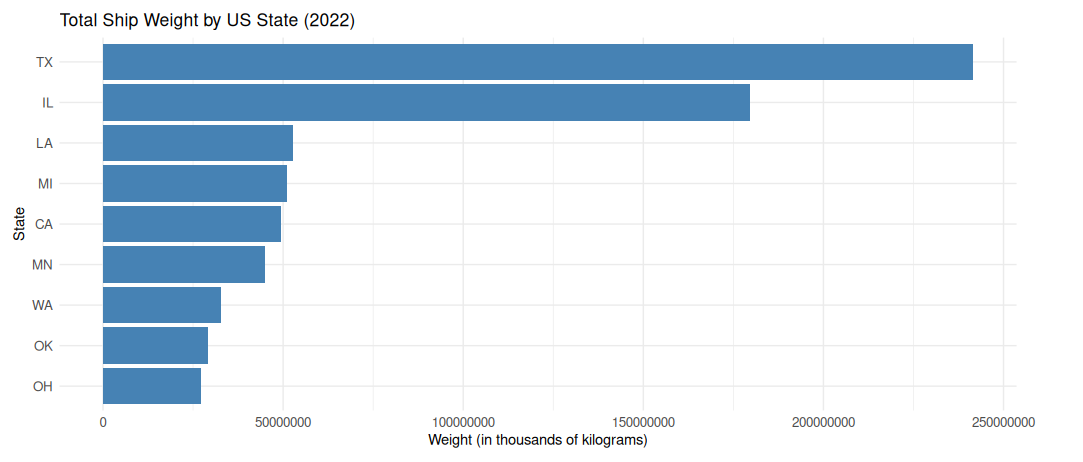 Total Ship Weight by US State (2022)
TX
IL
LA
MI
CA
MN
WA
OK
OH
State
0 50000000 100000000 150000000 200000000 250000000
Weight (in thousands of kilograms)